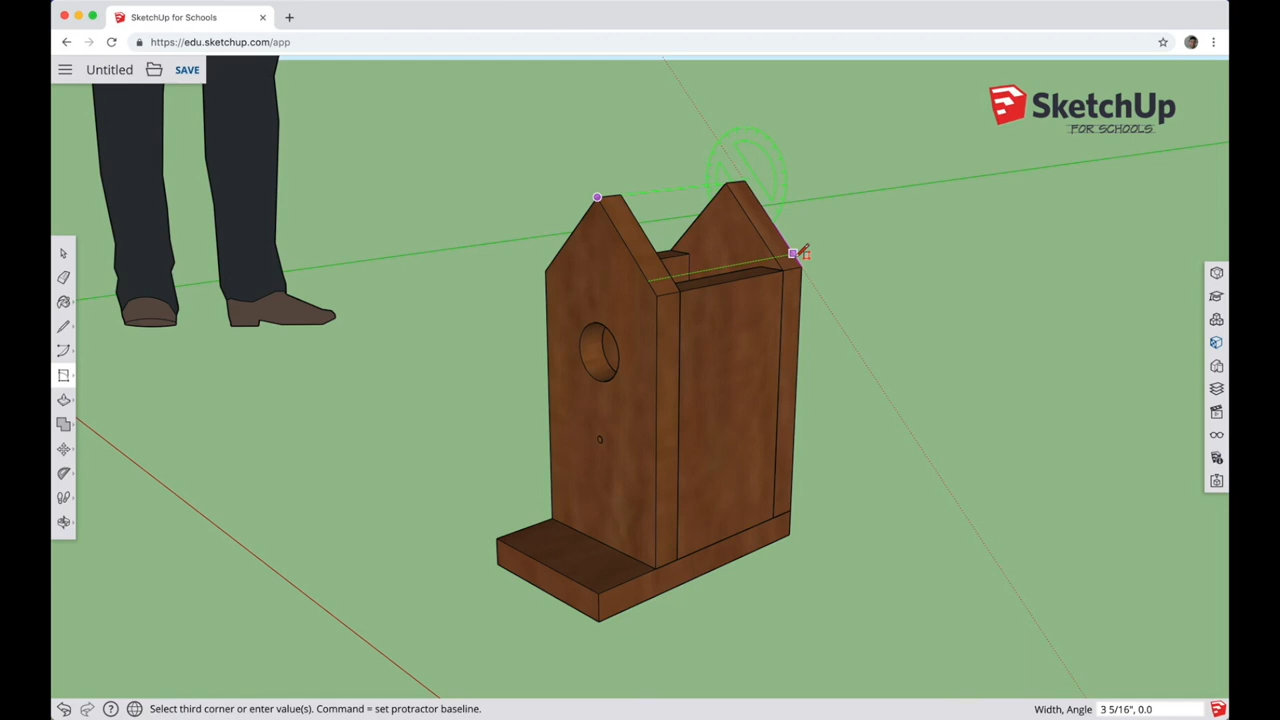 SketchUp for Schools
https://edu.sketchup.com/app
Untitled
SAVE
SketchUp
FOR SCHOOLS
Select third corner or enter value(s). Command = set protractor baseline.
Width, Angle
3 5/16", 0.0